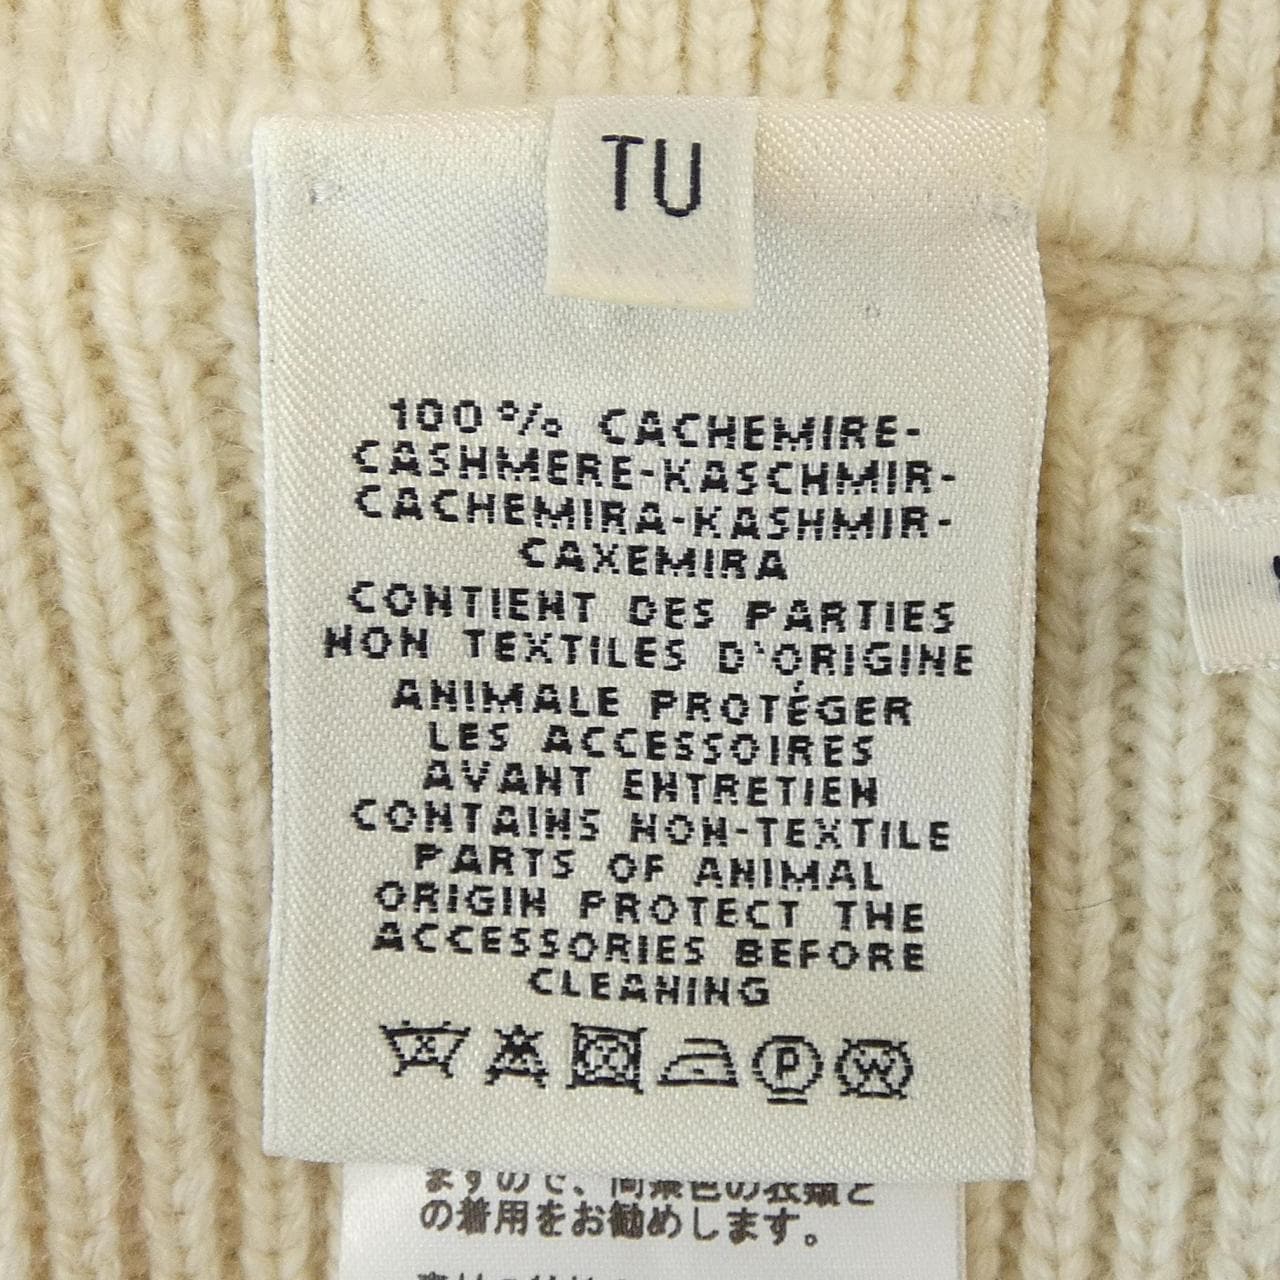 TU
100% CACHEMIRE-
CASHMERE-KASCHMIR-
CACHEMIRA-KASHMIR-
CAXEMIRA
CONTIENT DES PARTIES
NON TEXTILES D'ORIGINE
ANIMALE PROTÉGER
LES ACCESSOIRES
AVANT ENTRETIEN
CONTAINS NON-TEXTILE
PARTS OF ANIMAL
ORIGIN PROTECT THE
ACCESSORIES BEFORE
CLEANING
P W
ますので、同系色の衣類と
の着用をお勧めします。